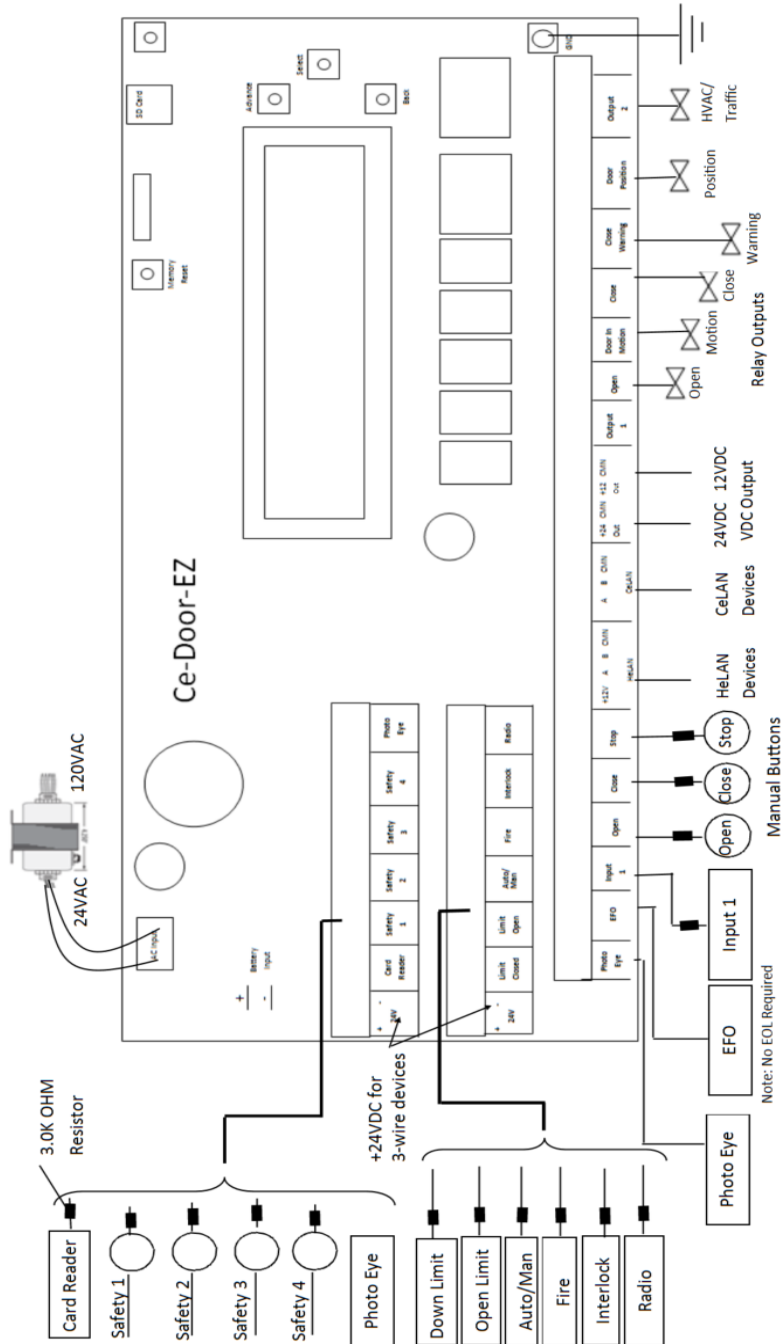 Ce-Door-EZ
24VAC 120VAC
AC Input
+ -
Battery
Input
Memory
Reset
SD Card
Advance
Select
Back
GND
+ -
24V
Card
Reader
Safety
1
Safety
2
Safety
3
Safety
4
Photo
Eye
+ -
24V
Limit
Closed
Limit
Open
Auto/
Man
Fire
Interlock
Radio
Photo
Eye
EFO
Input
1
Open
Close
Stop
+12V A B CMN
HeLAN
A B CMN
CeLAN
+24 CMN
Out
+12 CMN
Out
Output
1
Open
Door In
Motion
Close
Close
Warning
Door
Position
Output
2
3.0K OHM
Resistor
Card Reader
Safety 1
Safety 2
Safety 3
Safety 4
Photo Eye
+24VDC for
3-wire devices
Down Limit
Open Limit
Auto/Man
Fire
Interlock
Radio
Photo Eye
EFO
Note: No EOL Required
Input 1
Open
Close
Stop
Manual Buttons
HeLAN
Devices
CeLAN
Devices
24VDC 12VDC
VDC Output
Open
Motion
Close
Warning
Position
HVAC/
Traffic
Relay Outputs